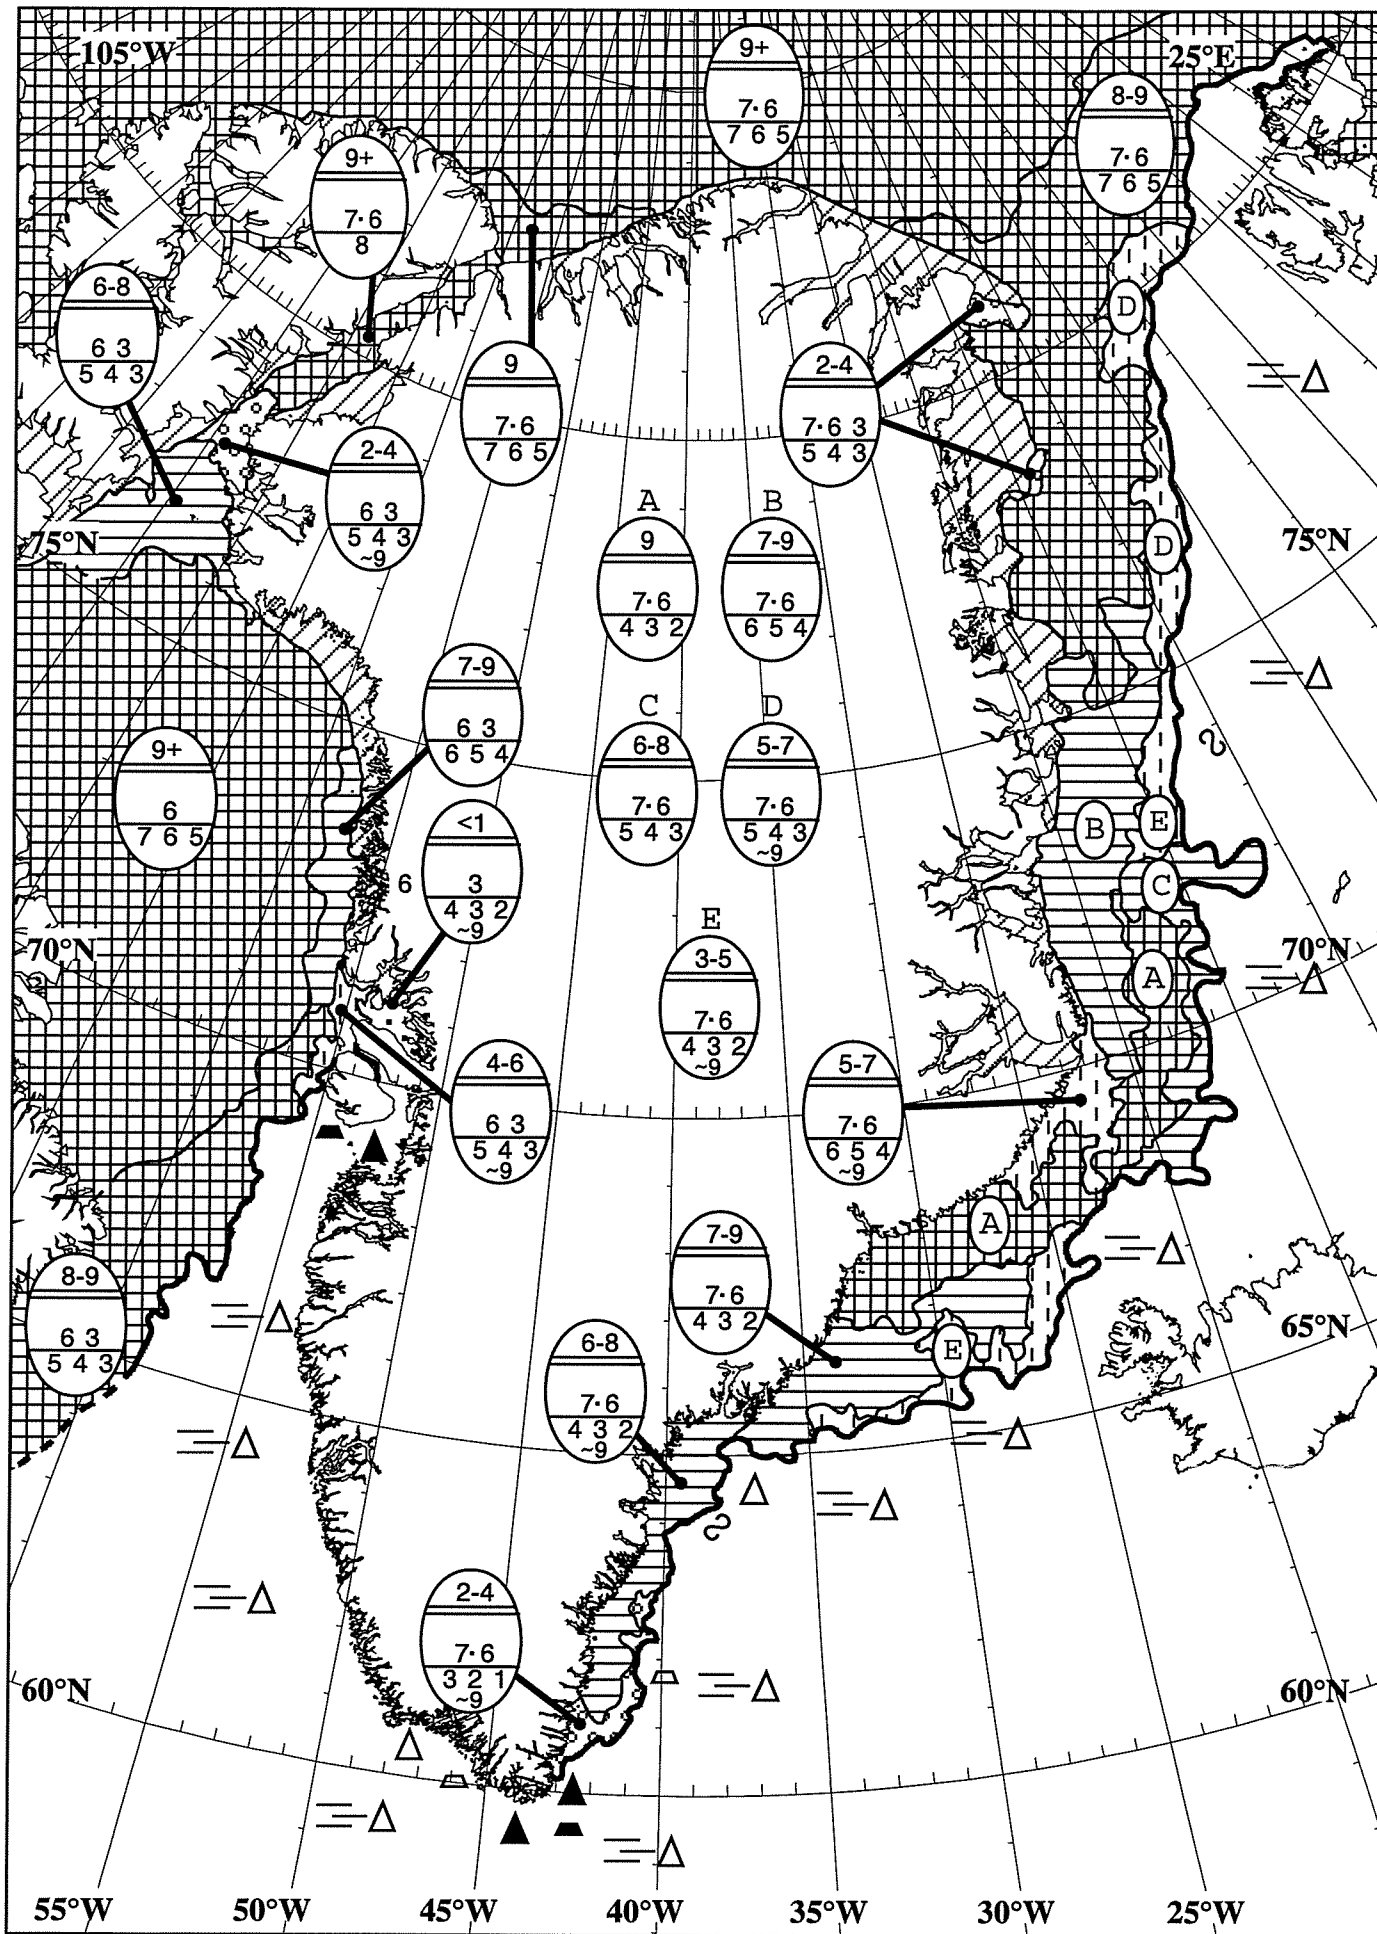 105°W
25°E
9+
7·6
7 6 5
8-9
7·6
7 6 5
9+
7·6
8
6-8
6 3
5 4 3
9
7·6
7 6 5
2-4
7·6 3
5 4 3
2-4
6 3
5 4 3
~9
D
75°N
75°N
D
A
9
7·6
4 3 2
B
7-9
7·6
6 5 4
7-9
6 3
6 5 4
C
6-8
7·6
5 4 3
D
5-7
7·6
5 4 3
~9
9+
6
7 6 5
<1
3
4 3 2
~9
6
B
E
C
A
E
3-5
7·6
4 3 2
~9
70°N
70°N
4-6
6 3
5 4 3
~9
5-7
7·6
6 5 4
~9
A
7-9
7·6
4 3 2
8-9
6 3
5 4 3
65°N
E
6-8
7·6
4 3 2
~9
2-4
7·6
3 2 1
~9
60°N
60°N
55°W
50°W
45°W
40°W
35°W
30°W
25°W